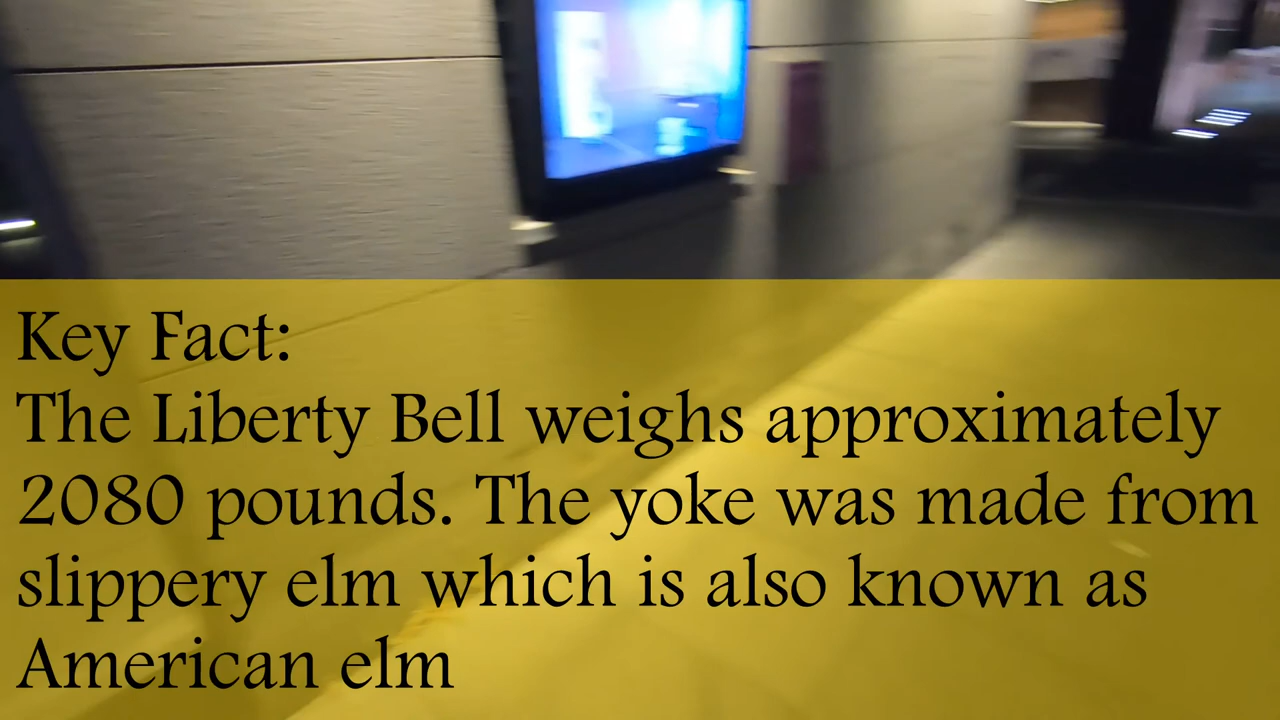 Key Fact:
The Liberty Bell weighs approximately
2080 pounds. The yoke was made from
slippery elm which is also known as
American elm